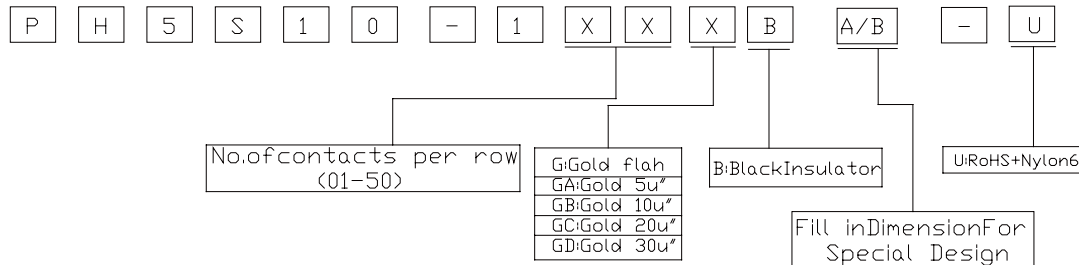 P H 5 S 1 0 - 1 X X X B A/B - U
No.ofcontacts per row
(01-50)
G:Gold flah
GA:Gold 5u"
GB:Gold 10u"
GC:Gold 20u"
GD:Gold 30u"
B:BlackInsulator
U:RoHS+Nylon6
Fill inDimensionFor
Special Design